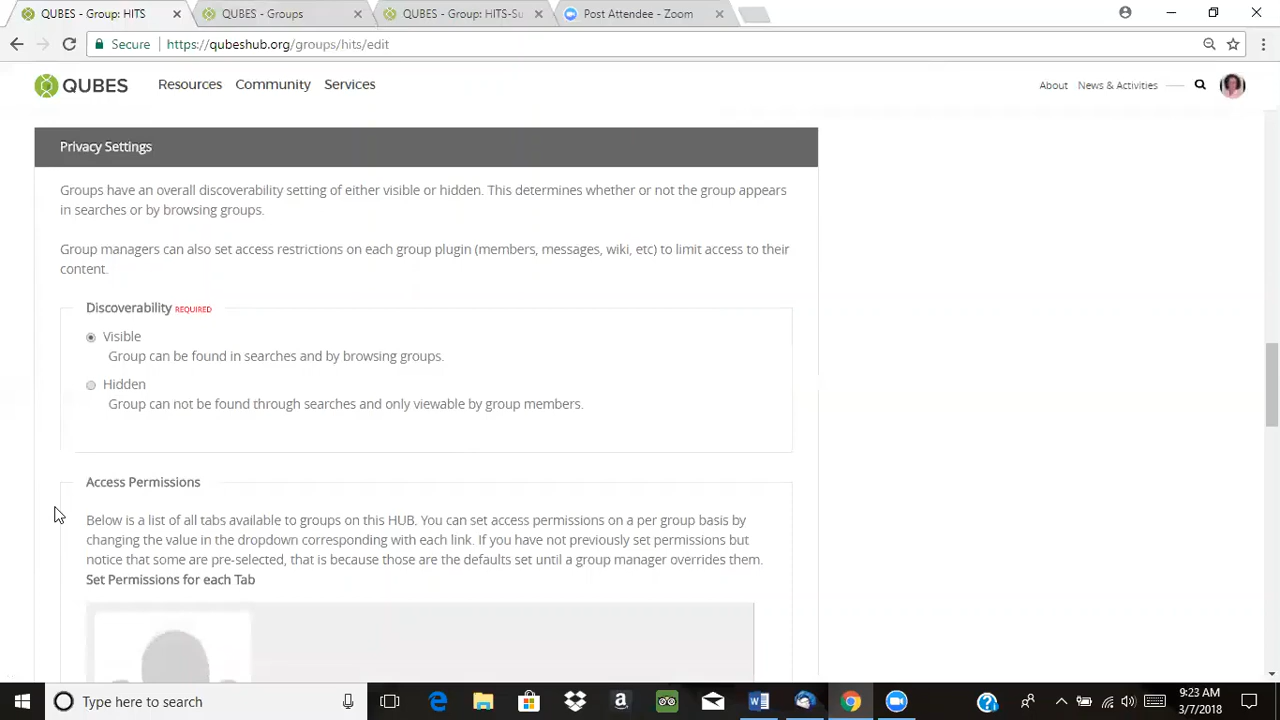 QUBES - Group: HITS
QUBES - Groups
QUBES - Group: HITS-Su
Post Attendee - Zoom
Secure
https://qubeshub.org/groups/hits/edit
QUBES
Resources
Community
Services
About
News & Activities
Privacy Settings
Groups have an overall discoverability setting of either visible or hidden. This determines whether or not the group appears
in searches or by browsing groups.
Group managers can also set access restrictions on each group plugin (members, messages, wiki, etc) to limit access to their
content.
Discoverability REQUIRED
Visible
Group can be found in searches and by browsing groups.
Hidden
Group can not be found through searches and only viewable by group members.
Access Permissions
Below is a list of all tabs available to groups on this HUB. You can set access permissions on a per group basis by
changing the value in the dropdown corresponding with each link. If you have not previously set permissions but
notice that some are pre-selected, that is because those are the defaults set until a group manager overrides them.
Set Permissions for each Tab
Type here to search
9:23 AM
3/7/2018